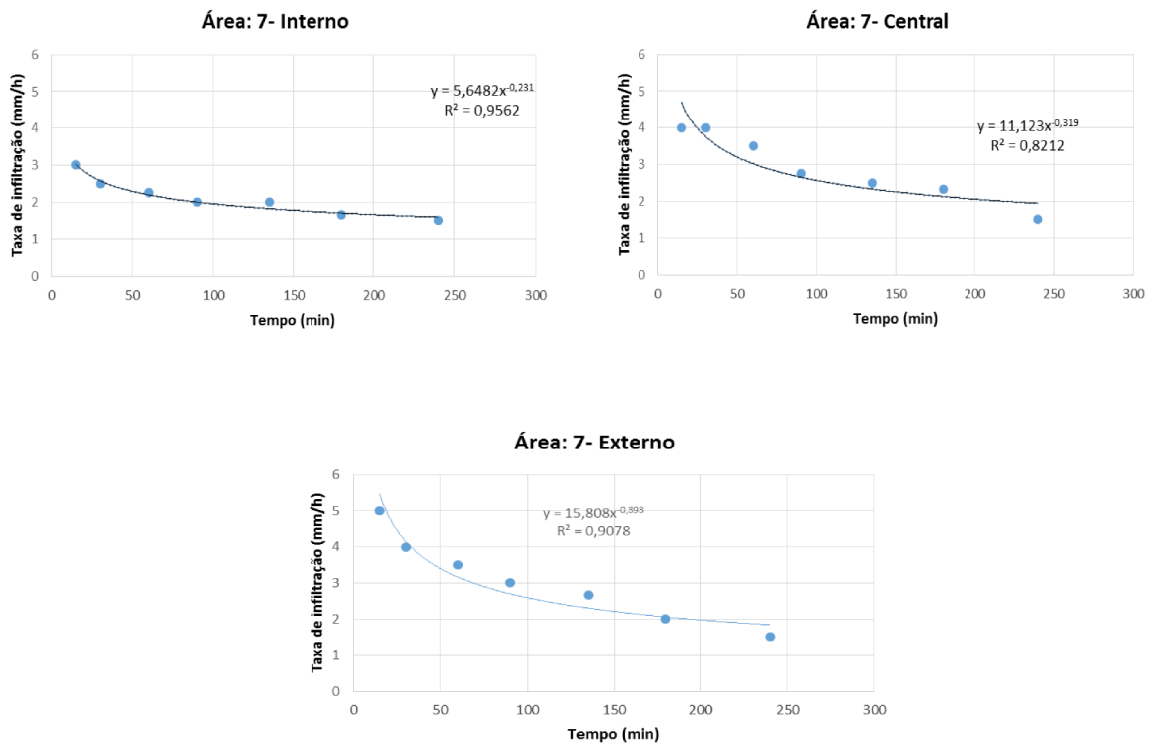 Área: 7- Interno
Taxa de infiltração (mm/h)
6
5
4
3
2
1
0
y = 5,6482x^-0,231
R² = 0,9562
0 50 100 150 200 250 300
Tempo (min)
Área: 7- Central
Taxa de infiltração (mm/h)
6
5
4
3
2
1
0
y = 11,123x^-0,319
R² = 0,8212
0 50 100 150 200 250 300
Tempo (min)
Área: 7- Externo
Taxa de infiltração (mm/h)
6
5
4
3
2
1
0
y = 15,808x^-0,393
R² = 0,9078
0 50 100 150 200 250 300
Tempo (min)